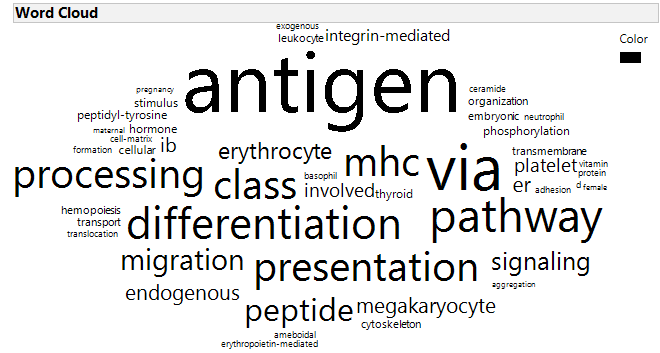 Word Cloud
exogenous
leukocyte integrin-mediated
Color
antigen
pregnancy
ceramide
stimulus
organization
peptidyl-tyrosine
embryonic neutrophil
maternal hormone
phosphorylation
cell-matrix
formation cellular ib
erythrocyte mhc via transmembrane
processing class
basophil
involved thyroid
platelet vitamin
protein
er adhesion d female
hemopoiesis
transport
translocation
differentiation pathway
migration presentation signaling
aggregation
endogenous
peptide megakaryocyte
cytoskeleton
ameboidal
erythropoietin-mediated